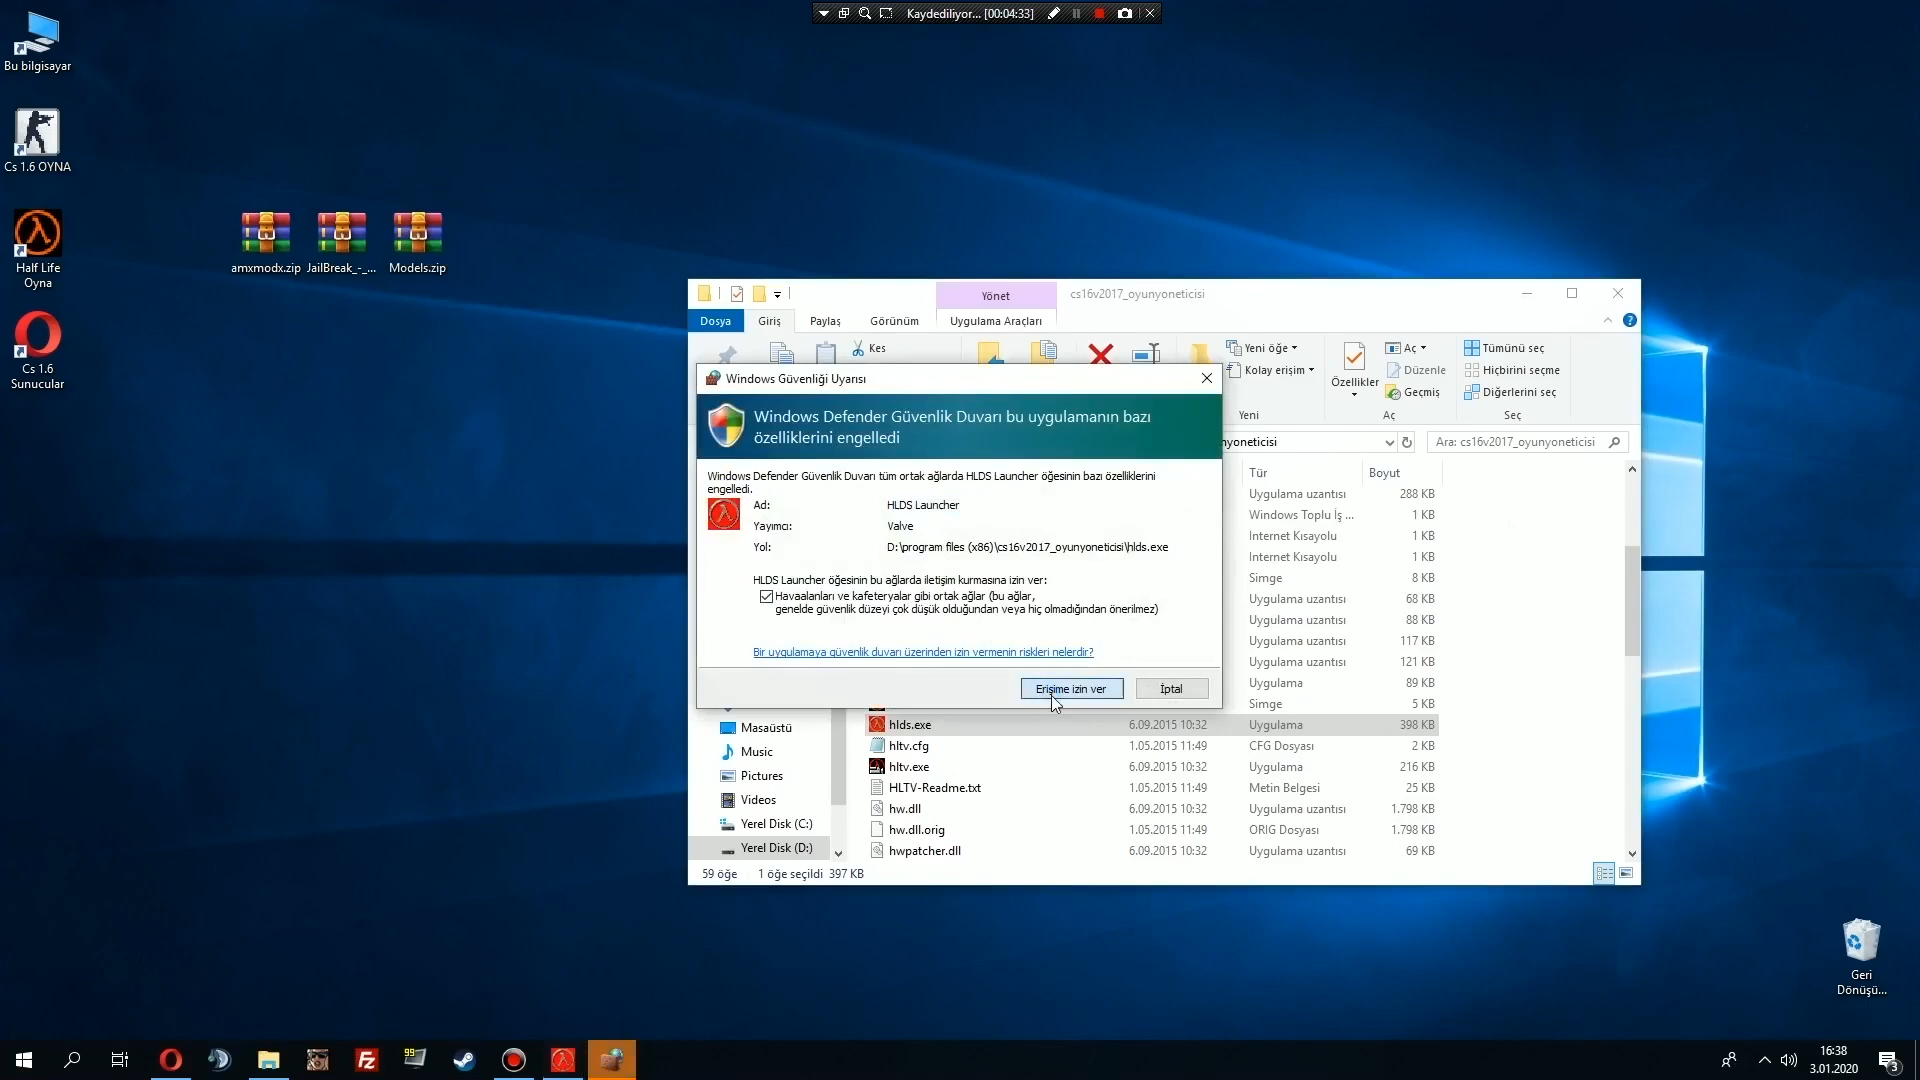 Kaydediliyor... [00:04:33]
Bu bilgisayar
Cs 1.6 OYNA
Half Life
Oyna
Cs 1.6
Sunucular
amxmodx.zip
JailBreak_-_...
Models.zip
Yönet
cs16v2017_oyunyoneticisi
Dosya
Giriş
Paylaş
Görünüm
Uygulama Araçları
Kes
Yeni öğe
Kolay erişim
Yeni
Özellikler
Aç
Düzenle
Geçmiş
Aç
Tümünü seç
Hiçbirini seçme
Diğerlerini seç
Seç
Windows Güvenliği Uyarısı
Windows Defender Güvenlik Duvarı bu uygulamanın bazı
özelliklerini engelledi
Windows Defender Güvenlik Duvarı tüm ortak ağlarda HLDS Launcher öğesinin bazı özelliklerini
engelledi.
Ad: HLDS Launcher
Yayımcı: Valve
Yol: D:\program files (x86)\cs16v2017_oyunyoneticisi\hlds.exe
HLDS Launcher öğesinin bu ağlarda iletişim kurmasına izin ver:
Havaalanları ve kafeteryalar gibi ortak ağlar (bu ağlar,
genelde güvenlik düzeyi çok düşük olduğundan veya hiç olmadığından önerilmez)
Bir uygulamaya güvenlik duvarı üzerinden izin vermenin riskleri nelerdir?
Erişime izin ver
İptal
yoneticisi
Ara: cs16v2017_oyunyoneticisi
Tür Boyut
Uygulama uzantısı 288 KB
Windows Toplu İş ... 1 KB
Internet Kısayolu 1 KB
Internet Kısayolu 1 KB
Simge 8 KB
Uygulama uzantısı 68 KB
Uygulama uzantısı 88 KB
Uygulama uzantısı 117 KB
Uygulama uzantısı 121 KB
Uygulama 89 KB
Simge 5 KB
hlds.exe 6.09.2015 10:32 Uygulama 398 KB
hltv.cfg 1.05.2015 11:49 CFG Dosyası 2 KB
hltv.exe 6.09.2015 10:32 Uygulama 216 KB
HLTV-Readme.txt 1.05.2015 11:49 Metin Belgesi 25 KB
hw.dll 6.09.2015 10:32 Uygulama uzantısı 1.798 KB
hw.dll.orig 1.05.2015 11:49 ORIG Dosyası 1.798 KB
hwpatcher.dll 6.09.2015 10:32 Uygulama uzantısı 69 KB
Masaüstü
Music
Pictures
Videos
Yerel Disk (C:)
Yerel Disk (D:)
59 öğe 1 öğe seçildi 397 KB
Geri
Dönüşü...
99
16:38
3.01.2020
3